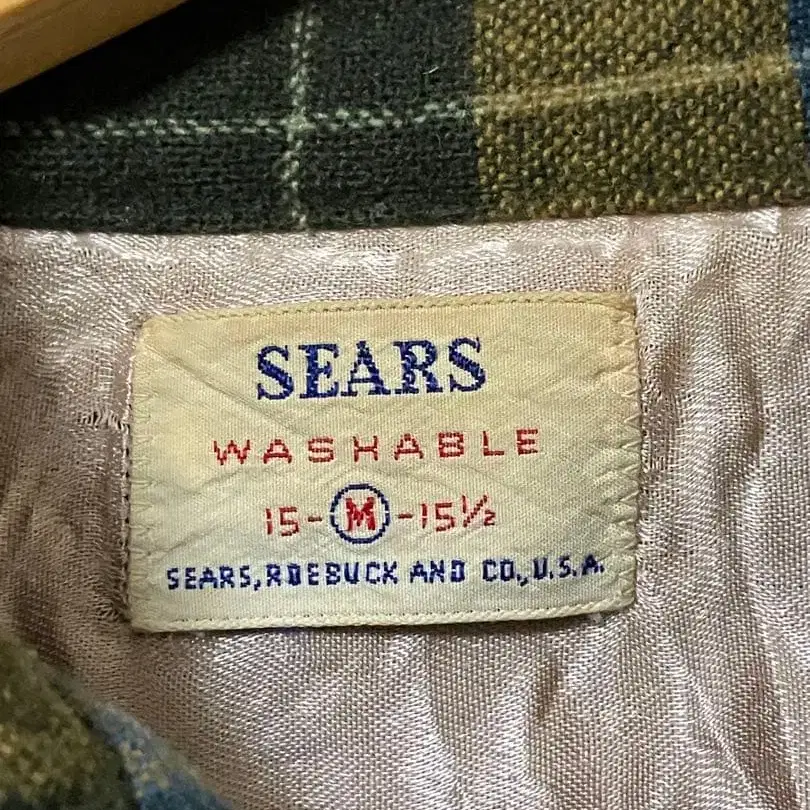 SEARS
WASHABLE
15-M-15½
SEARS, ROEBUCK AND CO., U.S.A.